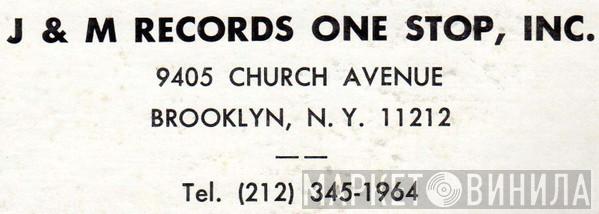 J & M RECORDS ONE STOP, INC.
9405 CHURCH AVENUE
BROOKLYN, N. Y. 11212
— —
Tel. (212) 345-1964
МАРКЕТ ВИНИЛА